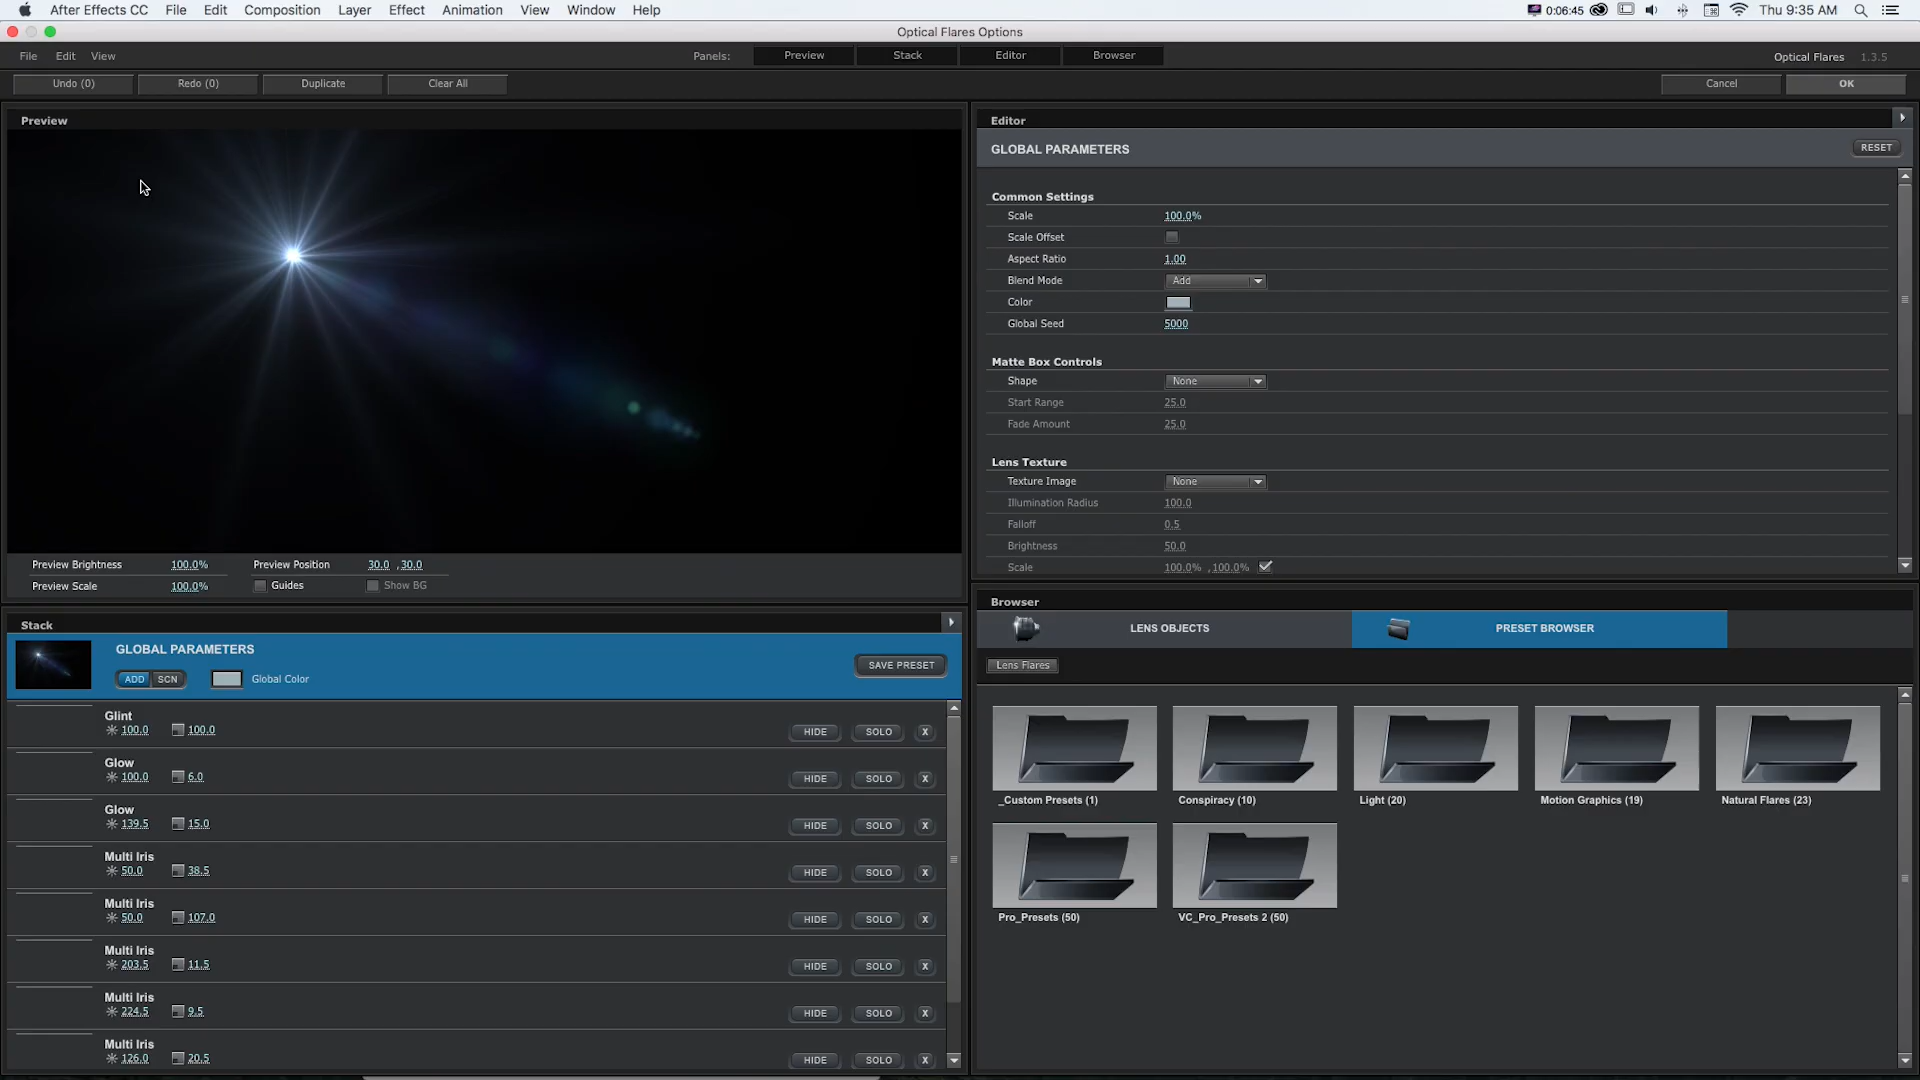 After Effects CC File Edit Composition Layer Effect Animation View Window Help 0:06:45 Thu 9:35 AM
Optical Flares Options
File Edit View Panels: Preview Stack Editor Browser Optical Flares 1.3.5
Undo (0) Redo (0) Duplicate Clear All Cancel OK
Preview
Preview Brightness 100.0% Preview Position 30.0 ,30.0
Preview Scale 100.0% Guides Show BG
Stack
GLOBAL PARAMETERS
ADD SCN Global Color SAVE PRESET
Glint
100.0 100.0 HIDE SOLO X
Glow
100.0 6.0 HIDE SOLO X
Glow
139.5 15.0 HIDE SOLO X
Multi Iris
50.0 38.5 HIDE SOLO X
Multi Iris
50.0 107.0 HIDE SOLO X
Multi Iris
203.5 11.5 HIDE SOLO X
Multi Iris
224.5 9.5 HIDE SOLO X
Multi Iris
126.0 20.5 HIDE SOLO X
Editor
GLOBAL PARAMETERS RESET
Common Settings
Scale 100.0%
Scale Offset
Aspect Ratio 1.00
Blend Mode Add
Color
Global Seed 5000
Matte Box Controls
Shape None
Start Range 25.0
Fade Amount 25.0
Lens Texture
Texture Image None
Illumination Radius 100.0
Falloff 0.5
Brightness 50.0
Scale 100.0% ,100.0%
Browser
LENS OBJECTS PRESET BROWSER
Lens Flares
_Custom Presets (1) Conspiracy (10) Light (20) Motion Graphics (19) Natural Flares (23)
Pro_Presets (50) VC_Pro_Presets 2 (50)